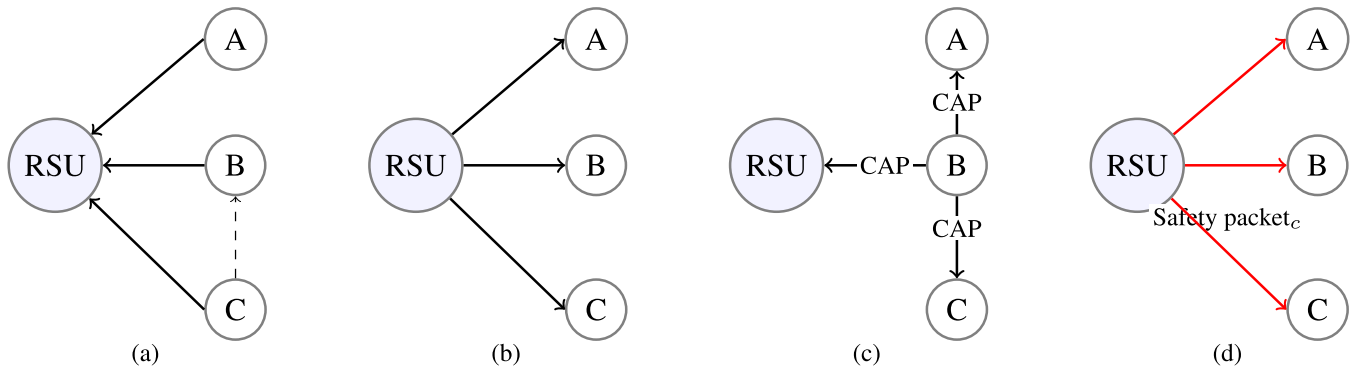 A
RSU
B
C
(a)
A
RSU
B
C
(b)
A
CAP
RSU
CAP
B
CAP
C
(c)
A
RSU
B
Safety packet_c
C
(d)